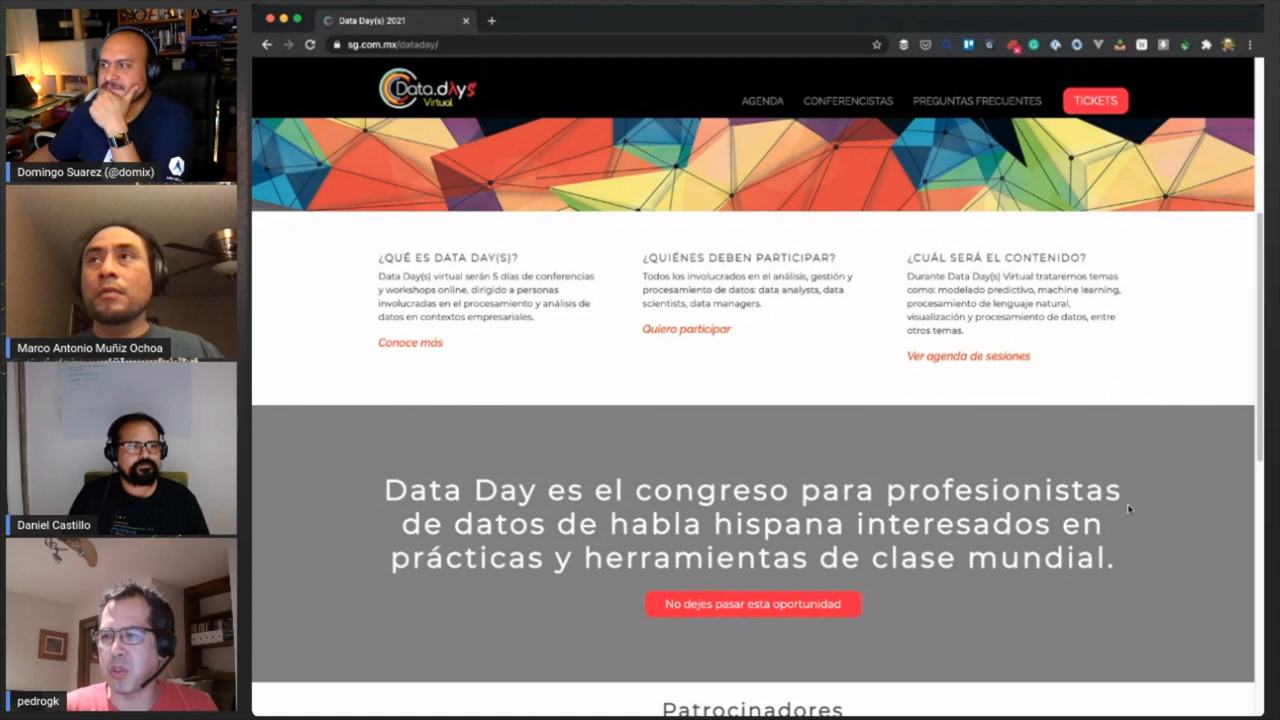 Domingo Suarez (@domix)
Marco Antonio Muñiz Ochoa
Daniel Castillo
pedrogk
Data Day(s) 2021
sg.com.mx/dataday/
Data.dAys
Virtual
AGENDA
CONFERENCISTAS
PREGUNTAS FRECUENTES
TICKETS
¿QUÉ ES DATA DAY(S)?
Data Day(s) virtual serán 5 días de conferencias
y workshops online, dirigido a personas
involucradas en el procesamiento y análisis de
datos en contextos empresariales.
Conoce más
¿QUIÉNES DEBEN PARTICIPAR?
Todos los involucrados en el análisis, gestión y
procesamiento de datos: data analysts, data
scientists, data managers.
Quiero participar
¿CUÁL SERÁ EL CONTENIDO?
Durante Data Day(s) Virtual trataremos temas
como: modelado predictivo, machine learning,
procesamiento de lenguaje natural,
visualización y procesamiento de datos, entre
otros temas.
Ver agenda de sesiones
Data Day es el congreso para profesionistas
de datos de habla hispana interesados en
prácticas y herramientas de clase mundial.
No dejes pasar esta oportunidad
Patrocinadores